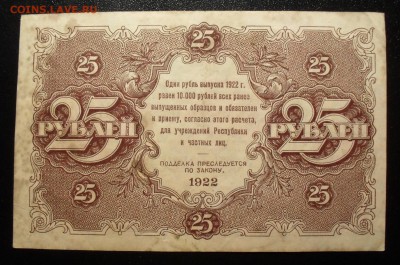 COINS.LAVE.RU
25 25
Один рубль выпуска 1922 г.
равен 10.000 рублей всех ранее
выпущенных образцов и обязателен
к приему, согласно этого расчета,
для учреждений Республики
и частных лиц.
25 РУБЛЕЙ 25 РУБЛЕЙ
ПОДДЕЛКА ПРЕСЛЕДУЕТСЯ
ПО ЗАКОНУ.
1922
25 25
25 25